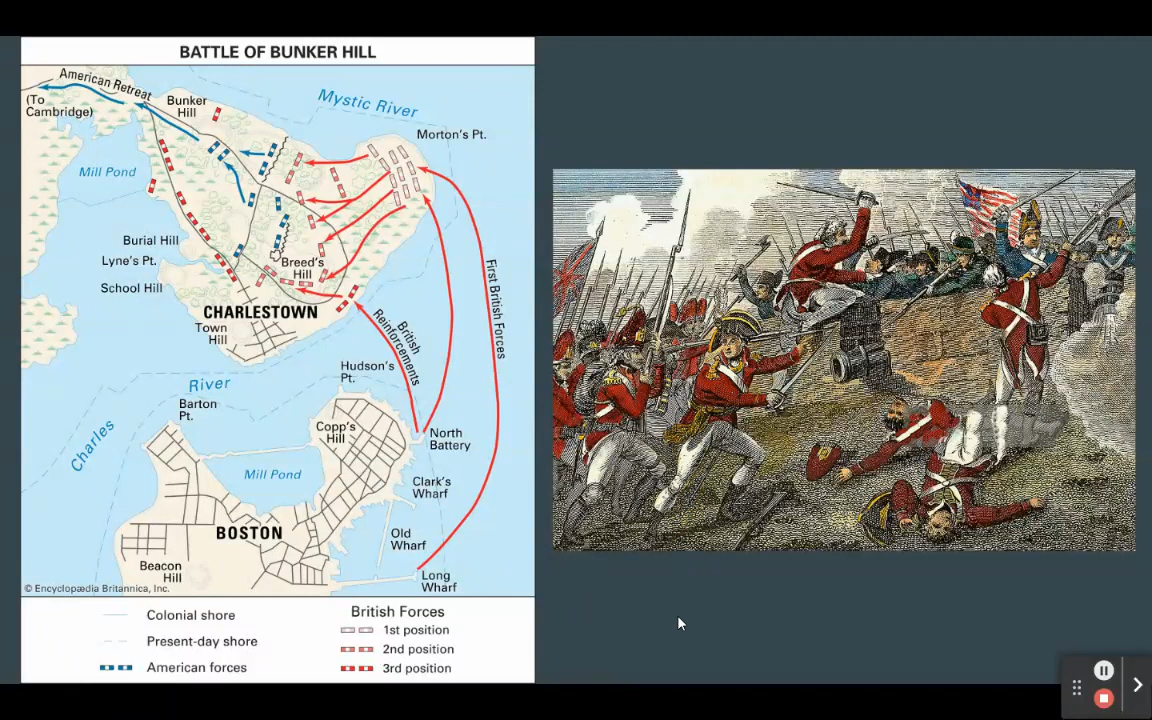 BATTLE OF BUNKER HILL
American Retreat
(To
Cambridge)
Bunker
Hill
Mystic River
Morton's Pt.
Mill Pond
Burial Hill
Lyne's Pt.
School Hill
Breed's
Hill
CHARLESTOWN
Town
Hill
British
Reinforcements
First British Forces
Hudson's
Pt.
River
Charles
Barton
Pt.
Copp's
Hill
North
Battery
Mill Pond
Clark's
Wharf
BOSTON
Old
Wharf
Beacon
Hill
Long
Wharf
© Encyclopædia Britannica, Inc.
Colonial shore
Present-day shore
American forces
British Forces
1st position
2nd position
3rd position